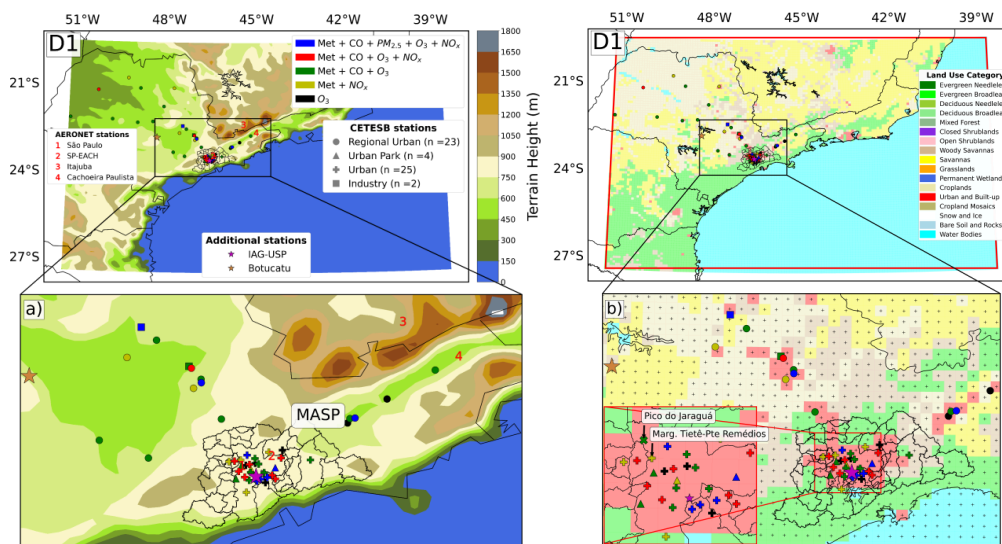 51°W 48°W 45°W 42°W 39°W
D1
21°S
24°S
27°S
Met + CO + PM2.5 + O3 + NOx
Met + CO + O3 + NOx
Met + CO + O3
Met + NOx
O3
AERONET stations
1 São Paulo
2 SP-EACH
3 Itajuba
4 Cachoeira Paulista
CETESB stations
Regional Urban (n =23)
Urban Park (n =4)
Urban (n =25)
Industry (n =2)
Additional stations
IAG-USP
Botucatu
3
4
1800
1650
1500
1350
1200
1050
900
750
600
450
300
150
0
Terrain Height (m)
51°W 48°W 45°W 42°W 39°W
D1
21°S
24°S
27°S
Land Use Category
Evergreen Needlele
Evergreen Broadlea
Deciduous Needlel
Deciduous Broadle
Mixed Forest
Closed Shrublands
Open Shrublands
Woody Savannas
Savannas
Grasslands
Permanent Wetland
Croplands
Urban and Built-up
Cropland Mosaics
Snow and Ice
Bare Soil and Rocks
Water Bodies
a)
3
4
MASP
2
b)
Pico do Jaraguá
Marg. Tietê-Pte Remédios